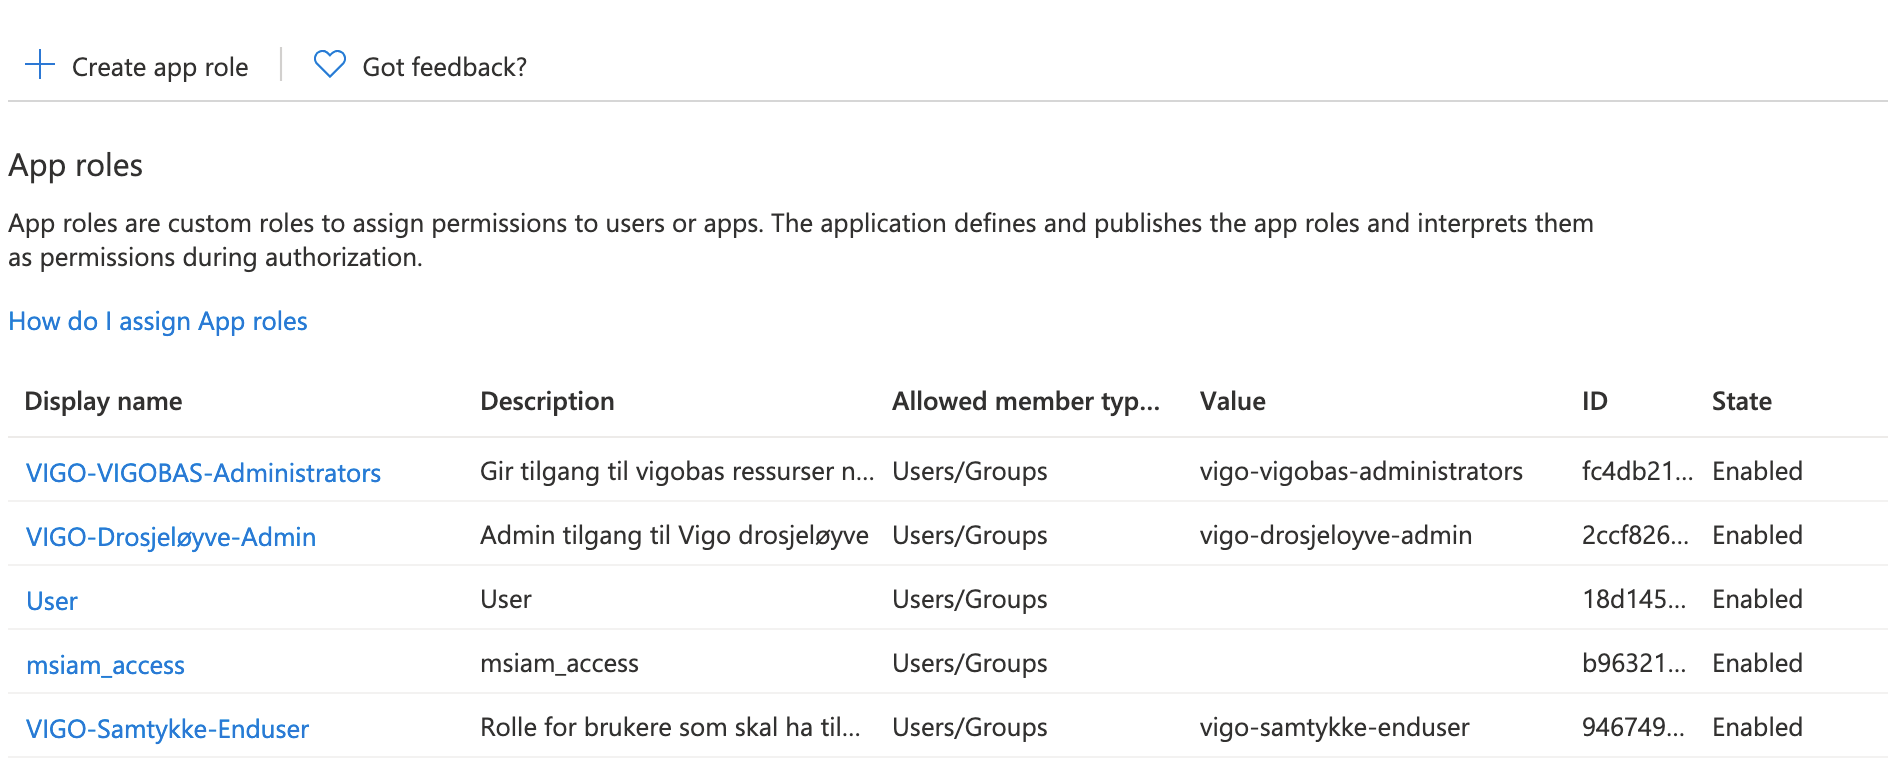 Create app role
Got feedback?
App roles
App roles are custom roles to assign permissions to users or apps. The application defines and publishes the app roles and interprets them
as permissions during authorization.
How do I assign App roles
Display name Description Allowed member typ... Value ID State
VIGO-VIGOBAS-Administrators Gir tilgang til vigobas ressurser n... Users/Groups vigo-vigobas-administrators fc4db21... Enabled
VIGO-Drosjeløyve-Admin Admin tilgang til Vigo drosjeløyve Users/Groups vigo-drosjeloyve-admin 2ccf826... Enabled
User User Users/Groups 18d145... Enabled
msiam_access msiam_access Users/Groups b96321... Enabled
VIGO-Samtykke-Enduser Rolle for brukere som skal ha til... Users/Groups vigo-samtykke-enduser 946749... Enabled